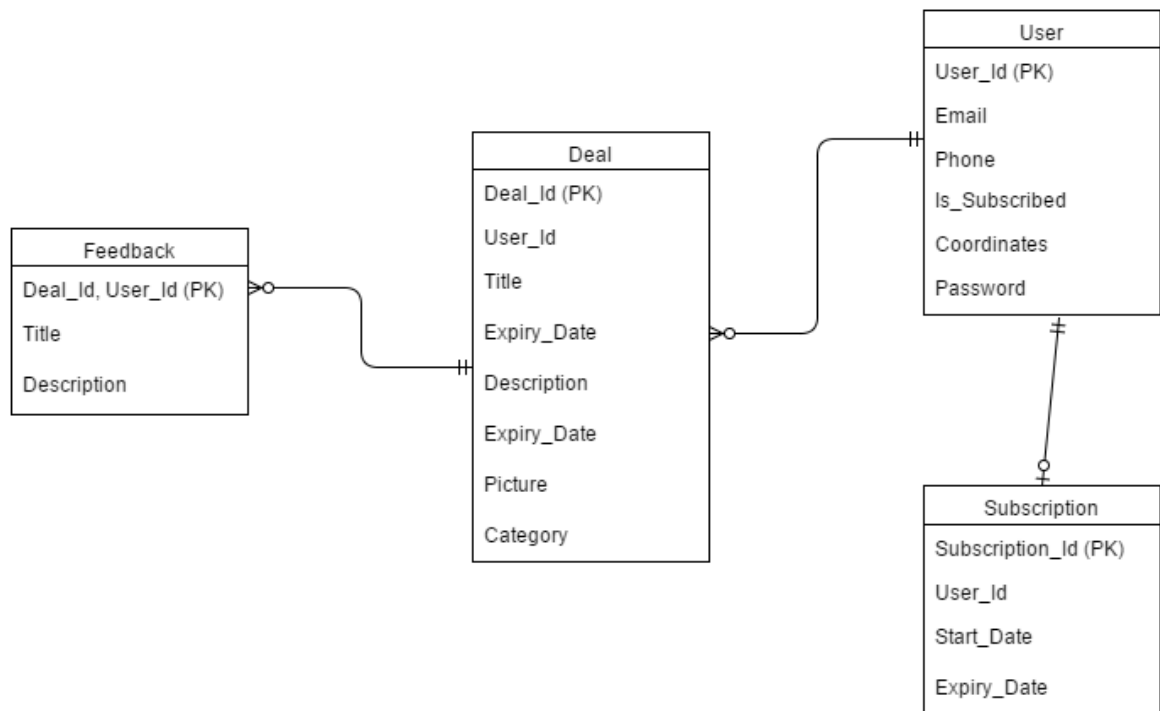 User
User_Id (PK)
Email
Phone
Is_Subscribed
Coordinates
Password
Deal
Deal_Id (PK)
User_Id
Title
Expiry_Date
Description
Expiry_Date
Picture
Category
Feedback
Deal_Id, User_Id (PK)
Title
Description
Subscription
Subscription_Id (PK)
User_Id
Start_Date
Expiry_Date